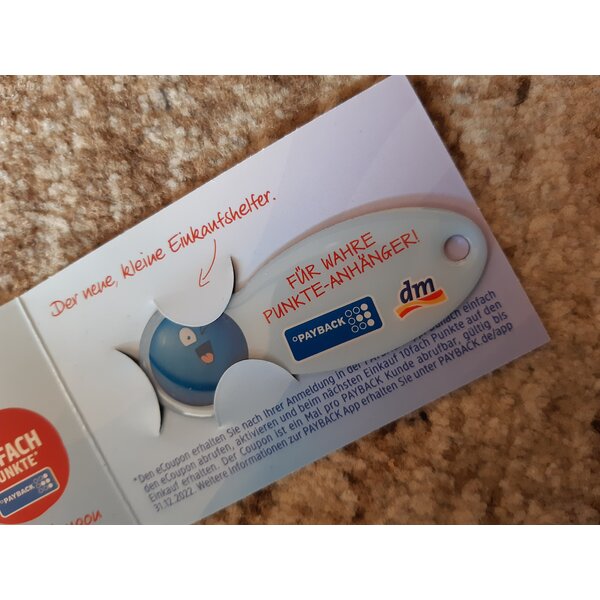 Der neue, kleine Einkaufshelfer.
FÜR WAHRE
PUNKTE-ANHÄNGER!
°PAYBACK
dm
*Den eCoupon erhalten Sie nach Ihrer Anmeldung in der einfach
den eCoupon abrufen, aktivieren und beim nächsten Einkauf 10fach Punkte auf den
Einkauf erhalten. Der Coupon ist ein Mal pro PAYBACK Kunde abrufbar, gültig bis
31.12.2022. Weitere Informationen zur PAYBACK App erhalten Sie unter PAYBACK.de/app
FACH
PUNKTE*
°PAYBACK